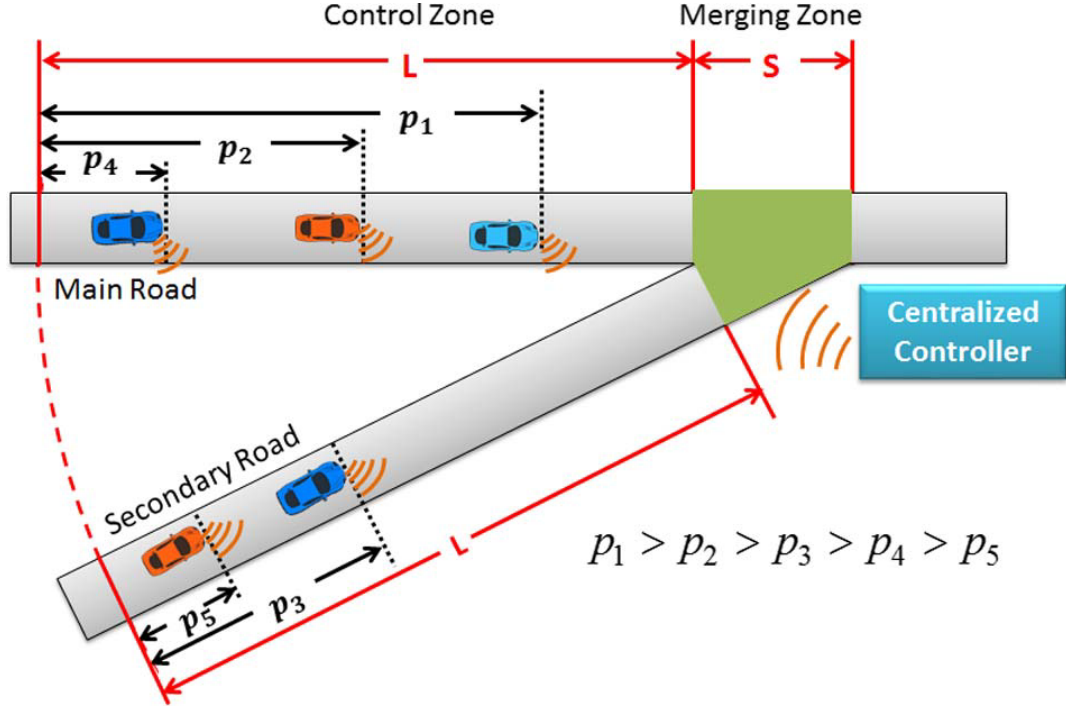 Control Zone
Merging Zone
L
S
p₁
p₂
p₄
Main Road
Centralized
Controller
Secondary Road
L
p₁ > p₂ > p₃ > p₄ > p₅
p₅
p₃